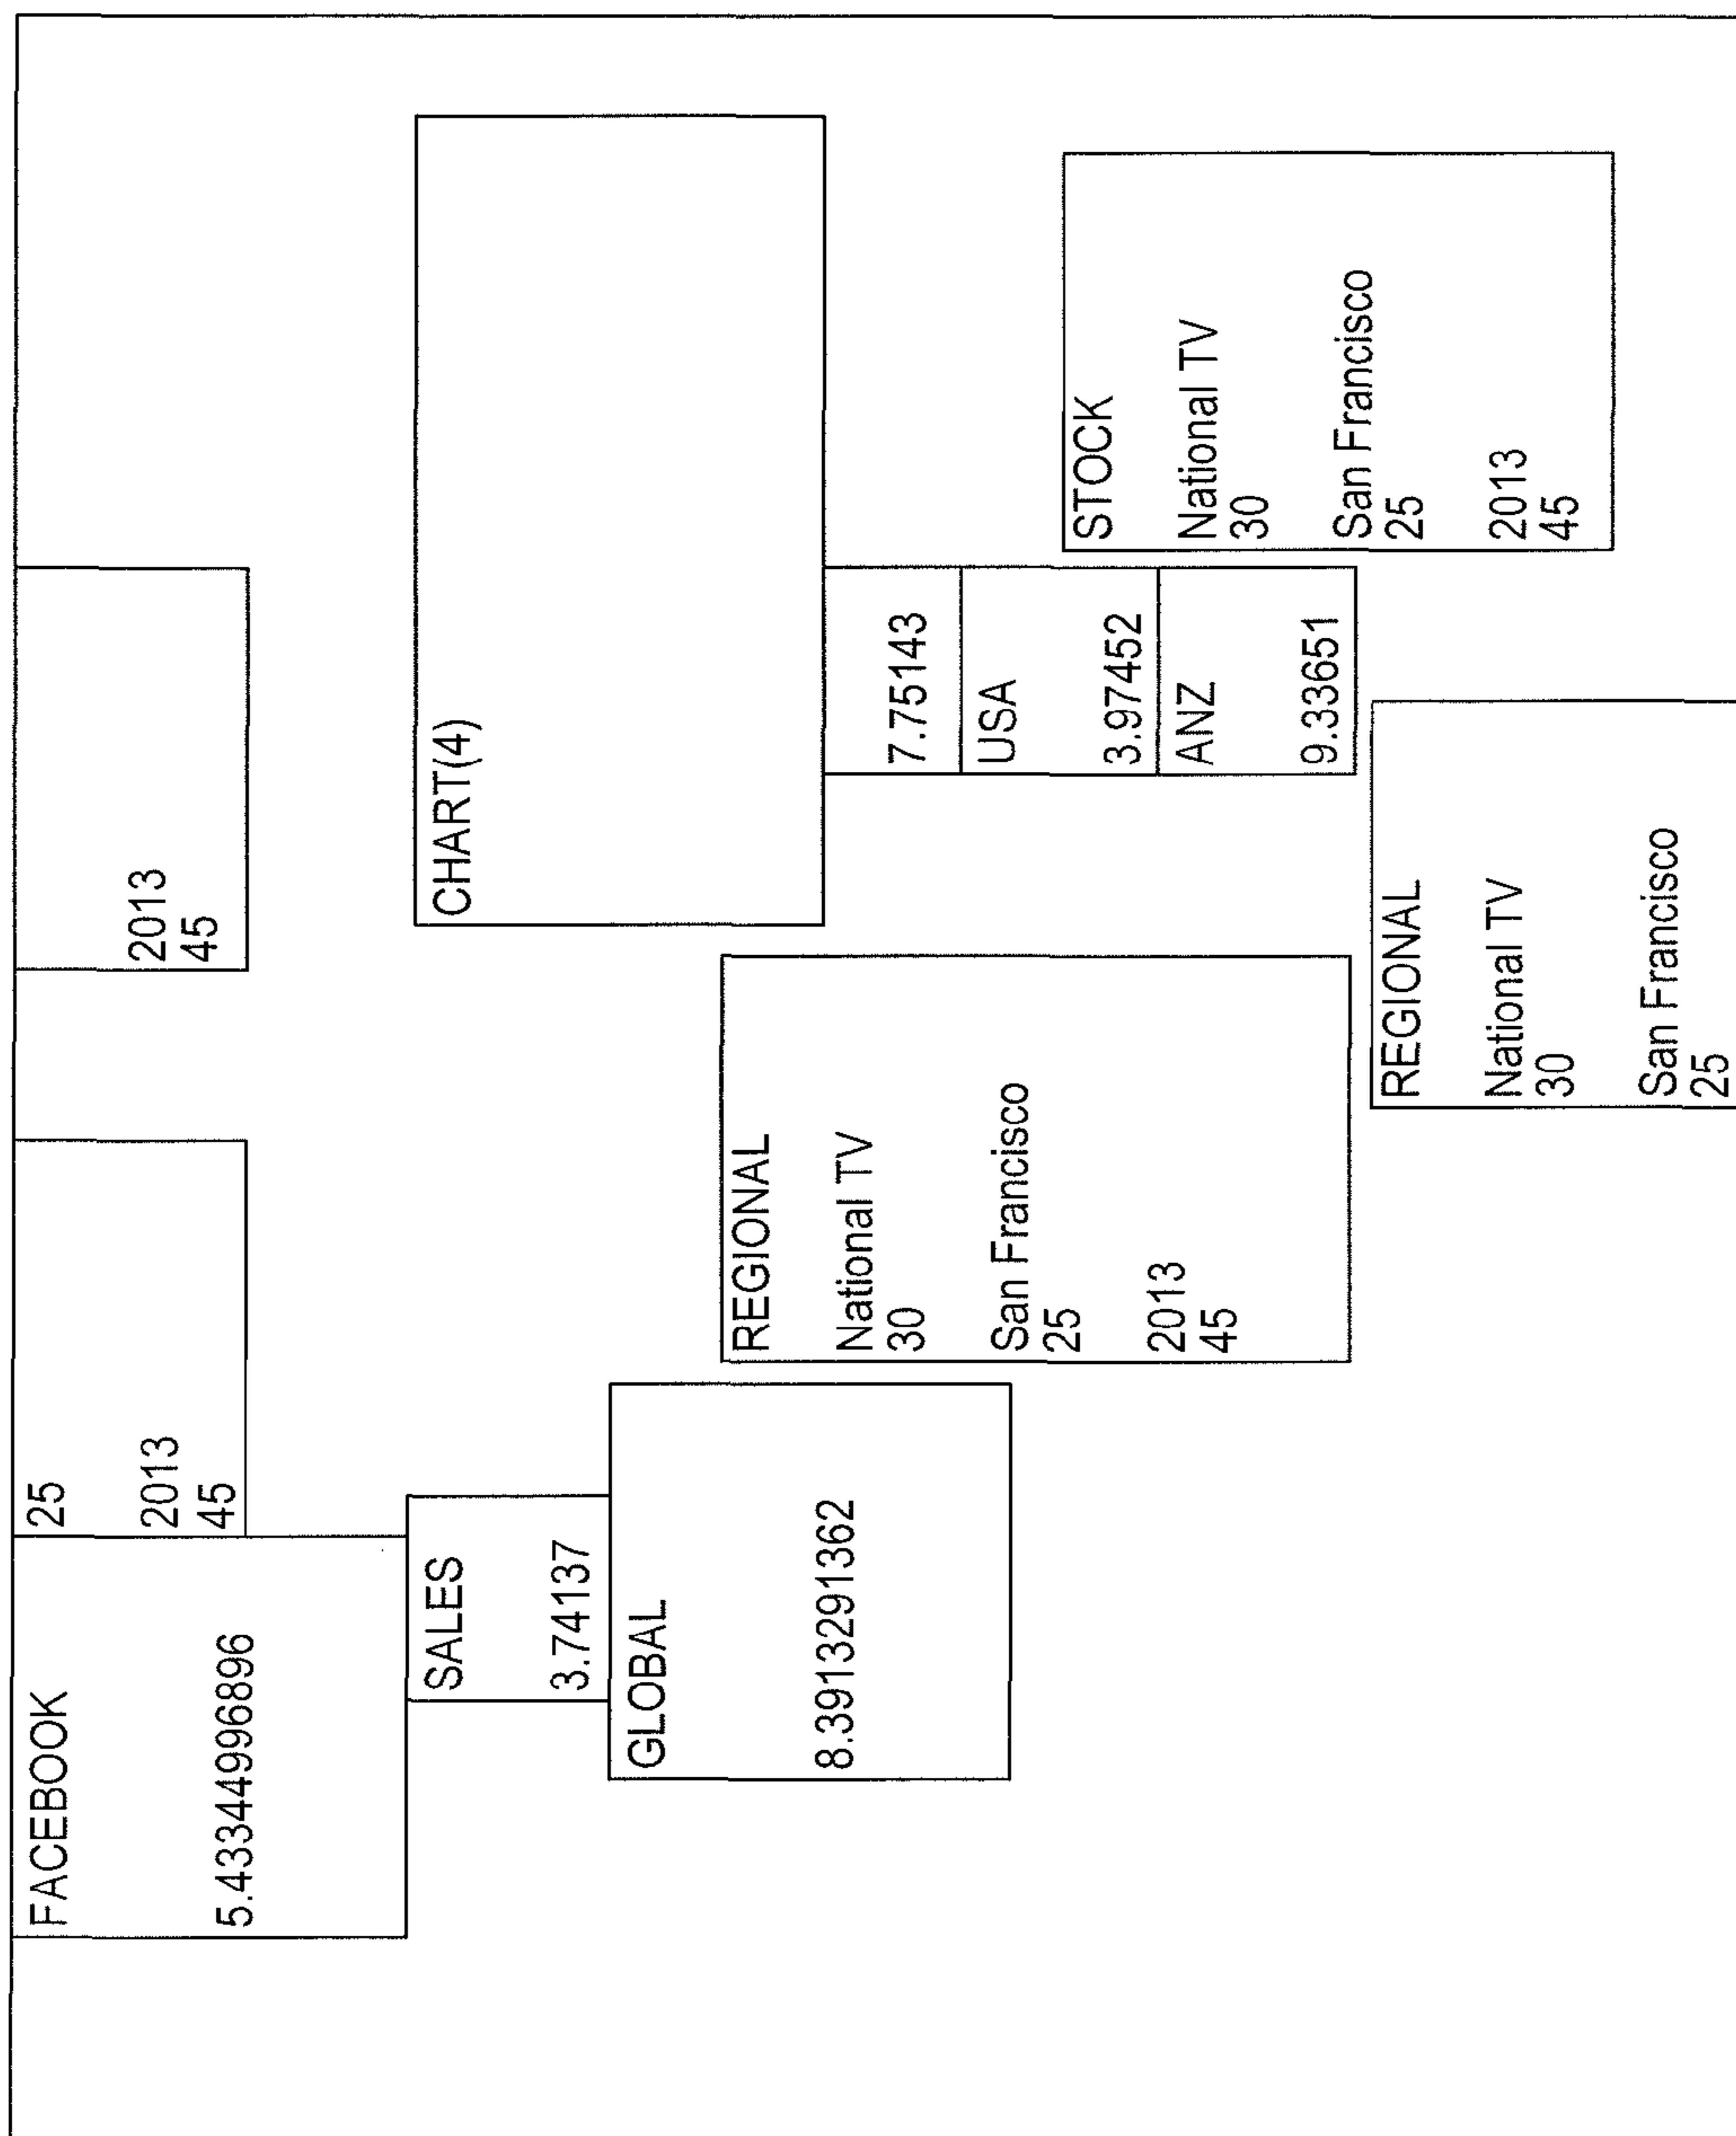 FACEBOOK
5.43344996896
25
2013
45
2013
45
SALES
3.74137
CHART(4)
GLOBAL
8.3913291362
REGIONAL
National TV
30
San Francisco
25
2013
45
7.75143
USA
3.97452
ANZ
9.33651
STOCK
National TV
30
San Francisco
25
2013
45
REGIONAL
National TV
30
San Francisco
25